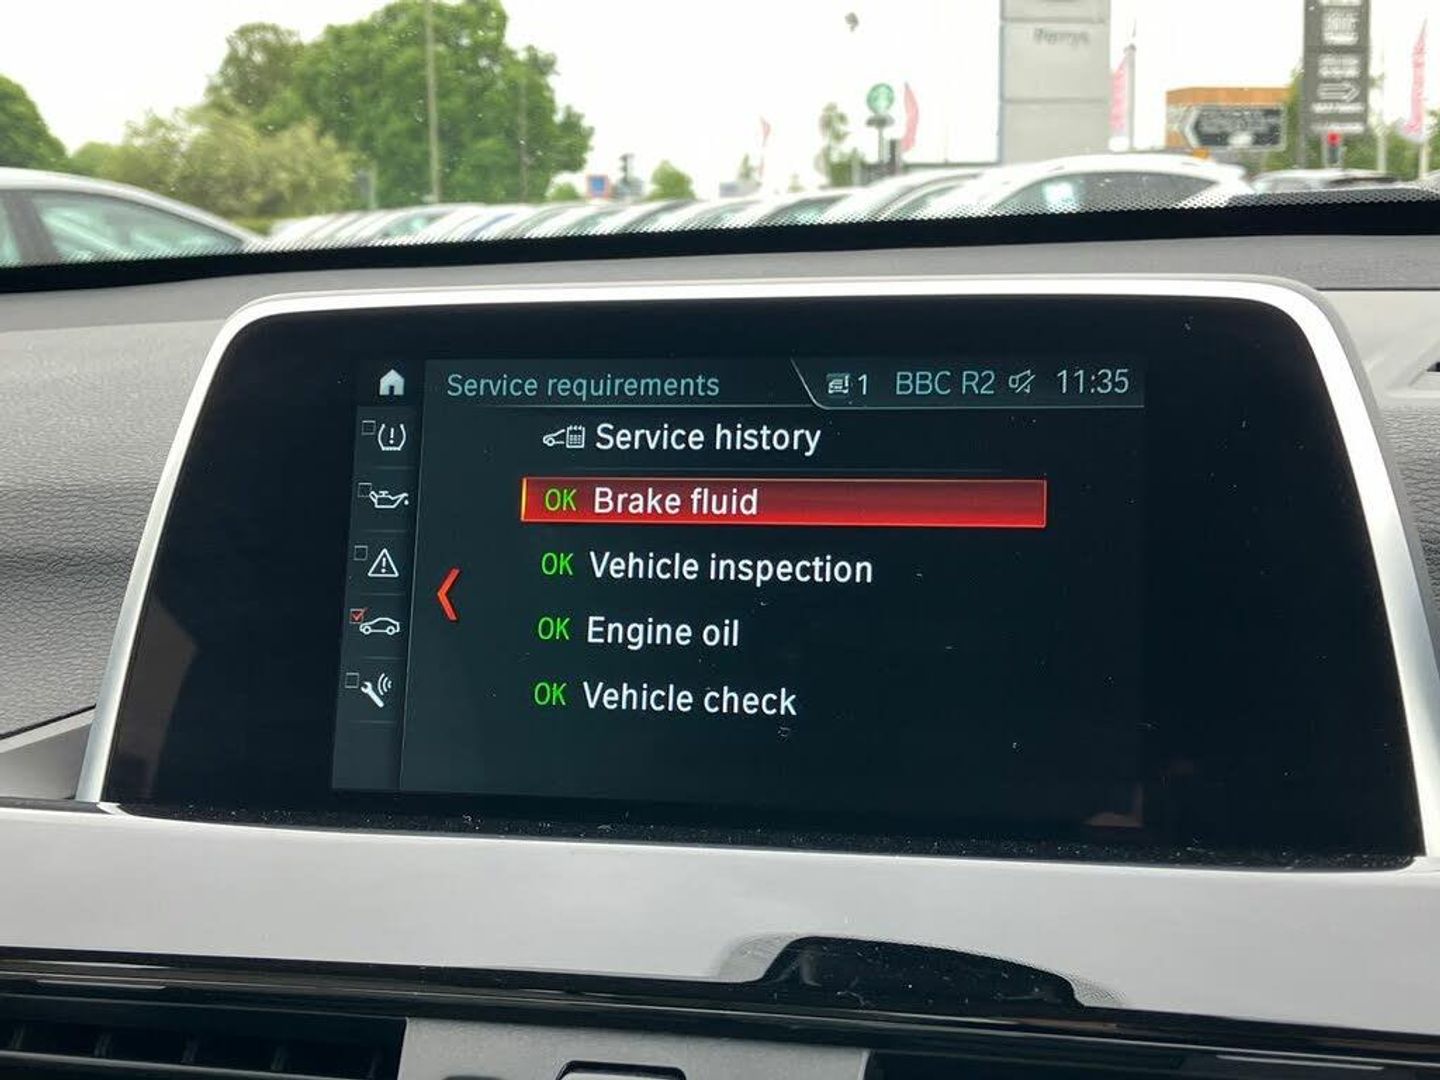 Perrys
Service requirements 1 BBC R2 11:35
Service history
OK Brake fluid
OK Vehicle inspection
OK Engine oil
OK Vehicle check